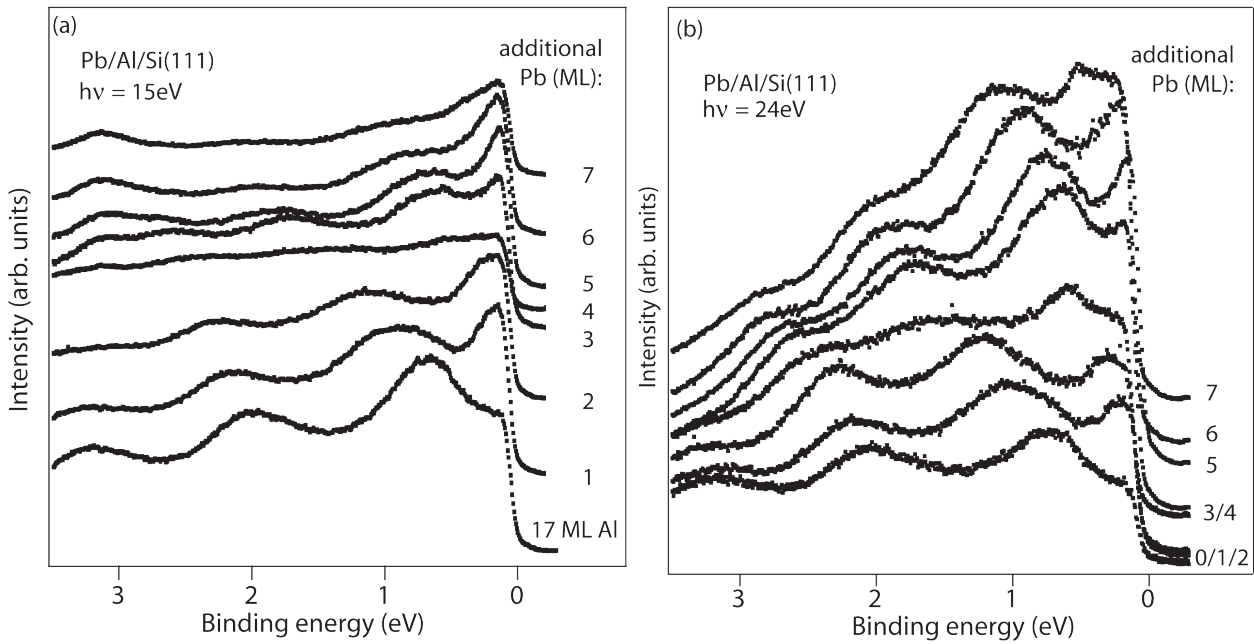 (a)
Pb/Al/Si(111)
hν = 15eV
additional
Pb (ML):
7
6
5
4
3
2
1
17 ML Al
Intensity (arb. units)
3 2 1 0
Binding energy (eV)
(b)
Pb/Al/Si(111)
hν = 24eV
additional
Pb (ML):
7
6
5
3/4
0/1/2
Intensity (arb. units)
3 2 1 0
Binding energy (eV)